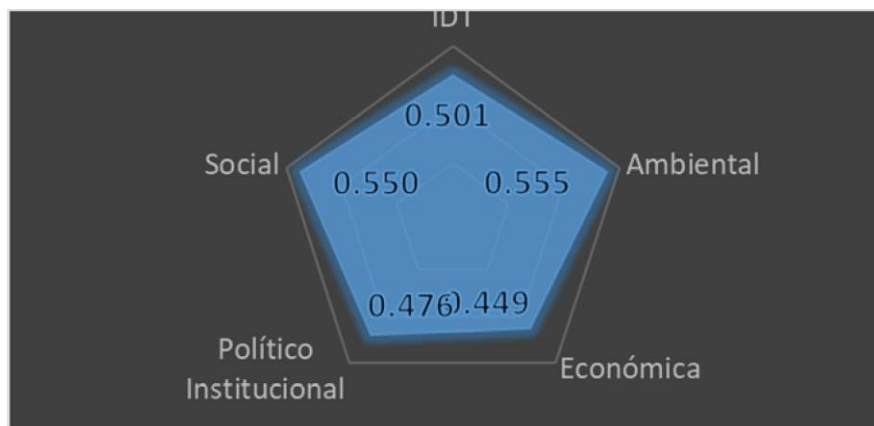 IDT
0.501
Social
Ambiental
0.550
0.555
0.476
0.449
Político
Institucional
Económica